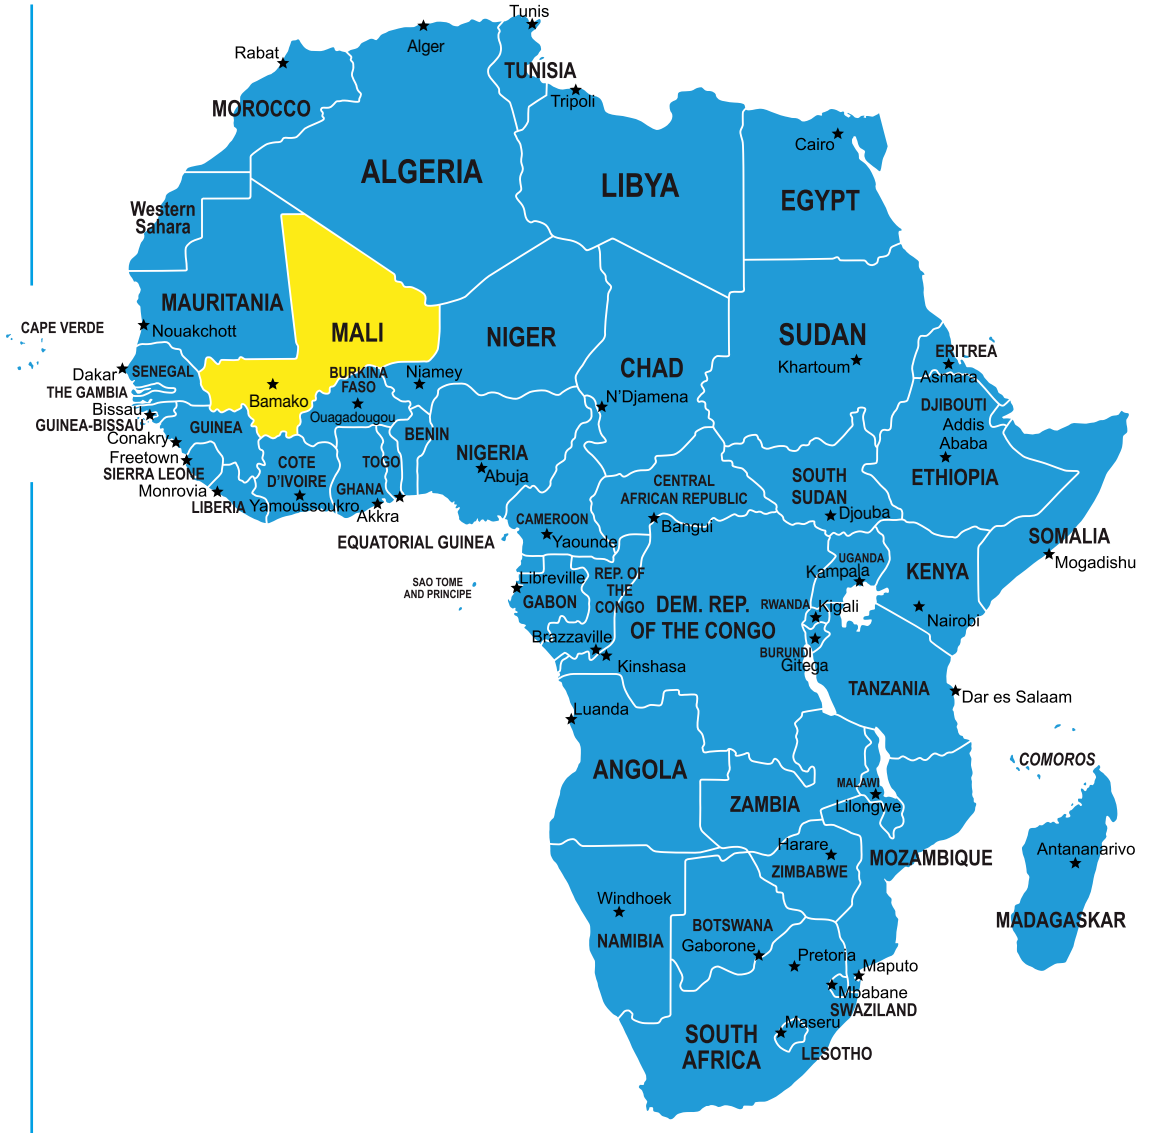 Tunis
Rabat
Alger
TUNISIA
Tripoli
MOROCCO
Cairo
ALGERIA
LIBYA
EGYPT
Western
Sahara
MAURITANIA
CAPE VERDE
Nouakchott
MALI
NIGER
SUDAN
CHAD
Khartoum
ERITREA
Asmara
Dakar
SENEGAL
BURKINA
FASO
Niamey
THE GAMBIA
Bamako
N'Djamena
DJIBOUTI
Bissau
GUINEA-BISSAU
GUINEA
Ouagadougou
Addis
Ababa
Conakry
BENIN
Freetown
NIGERIA
SIERRA LEONE
COTE
D'IVOIRE
TOGO
Abuja
CENTRAL
AFRICAN REPUBLIC
SOUTH
SUDAN
ETHIOPIA
Monrovia
LIBERIA
Yamoussoukro
GHANA
Akkra
CAMEROON
Yaounde
Bangui
Djouba
SOMALIA
Mogadishu
EQUATORIAL GUINEA
UGANDA
Kampala
KENYA
SAO TOME
AND PRINCIPE
Libreville
GABON
REP. OF
THE
CONGO
DEM. REP.
OF THE CONGO
RWANDA
Kigali
Nairobi
Brazzaville
Kinshasa
BURUNDI
Gitega
TANZANIA
Dar es Salaam
Luanda
ANGOLA
COMOROS
ZAMBIA
MALAWI
Lilongwe
Harare
ZIMBABWE
MOZAMBIQUE
Antananarivo
MADAGASKAR
Windhoek
NAMIBIA
BOTSWANA
Gaborone
Pretoria
Maputo
Mbabane
SWAZILAND
Maseru
SOUTH
AFRICA
LESOTHO